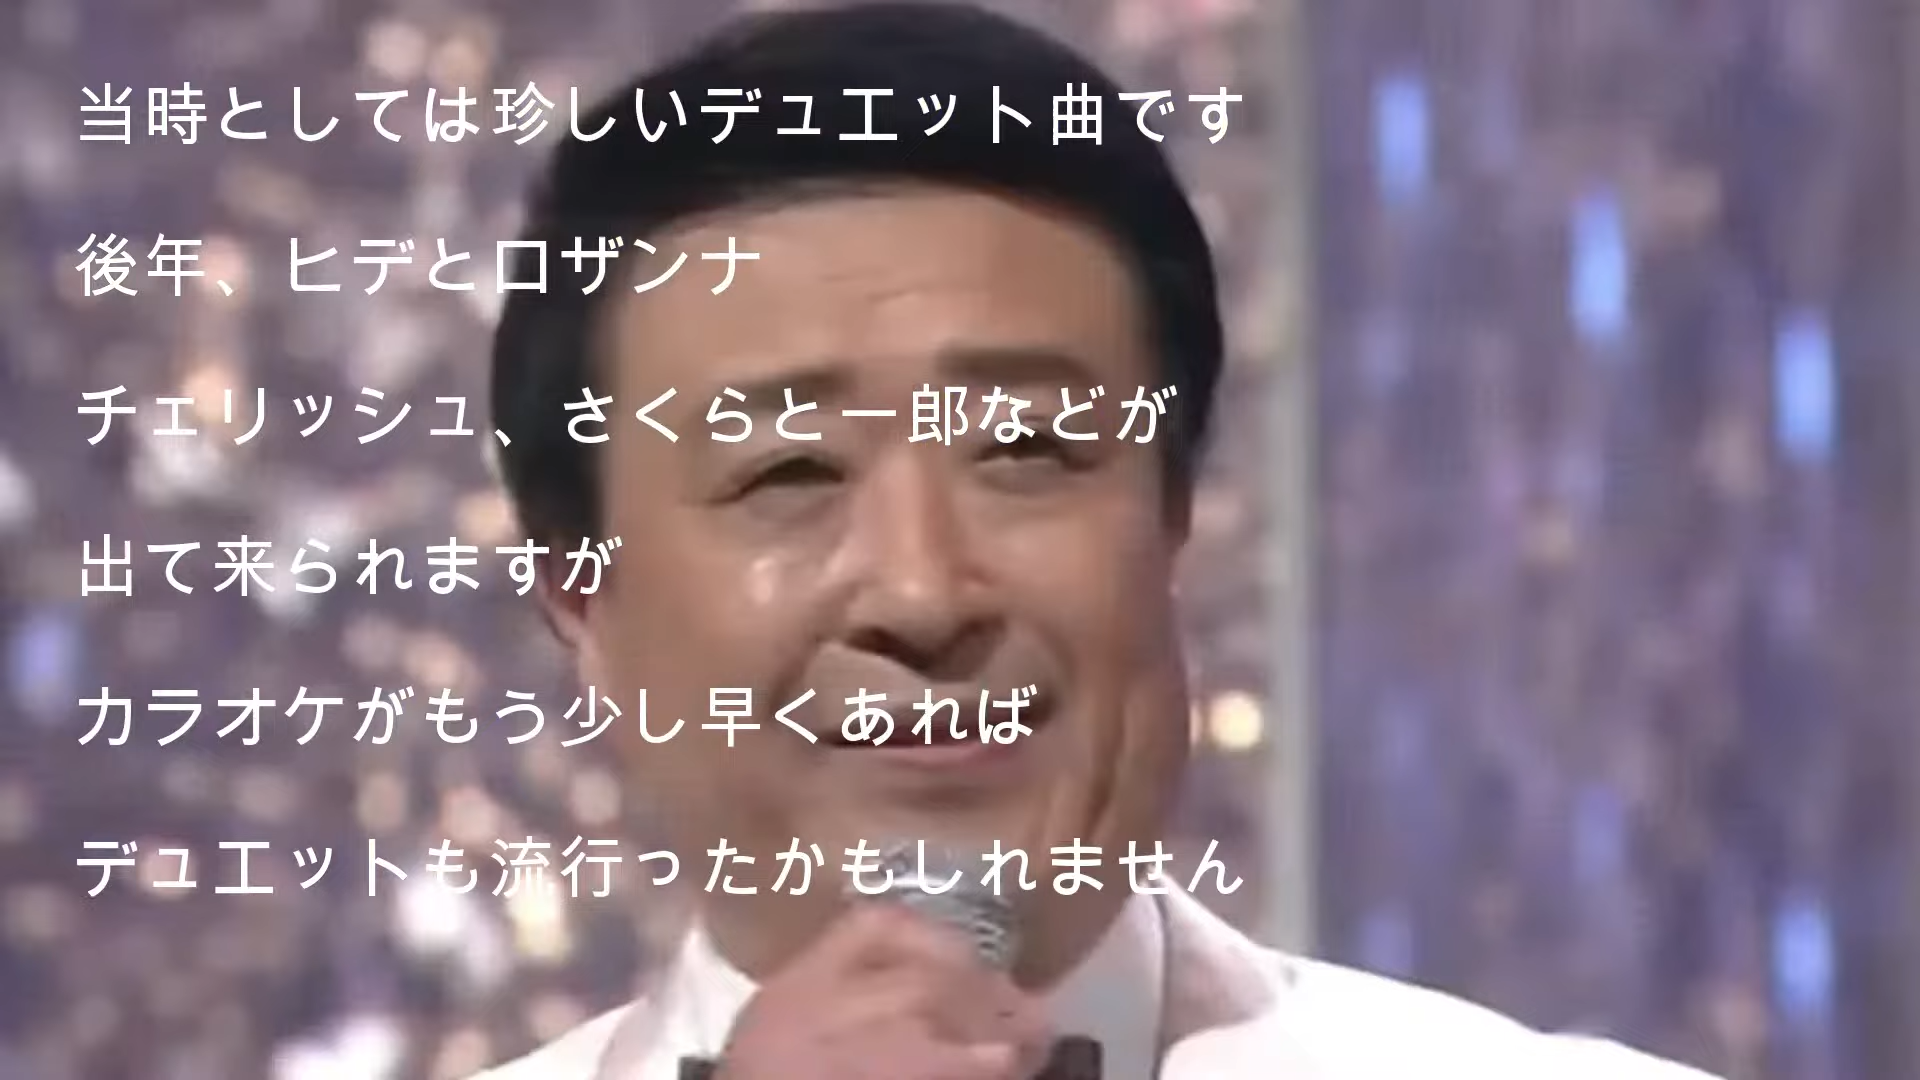 当時としては珍しいデュエット曲です
後年、ヒデとロザンナ
チェリッシュ、さくらと一郎などが
出て来られますが
カラオケがもう少し早くあれば
デュエットも流行ったかもしれません